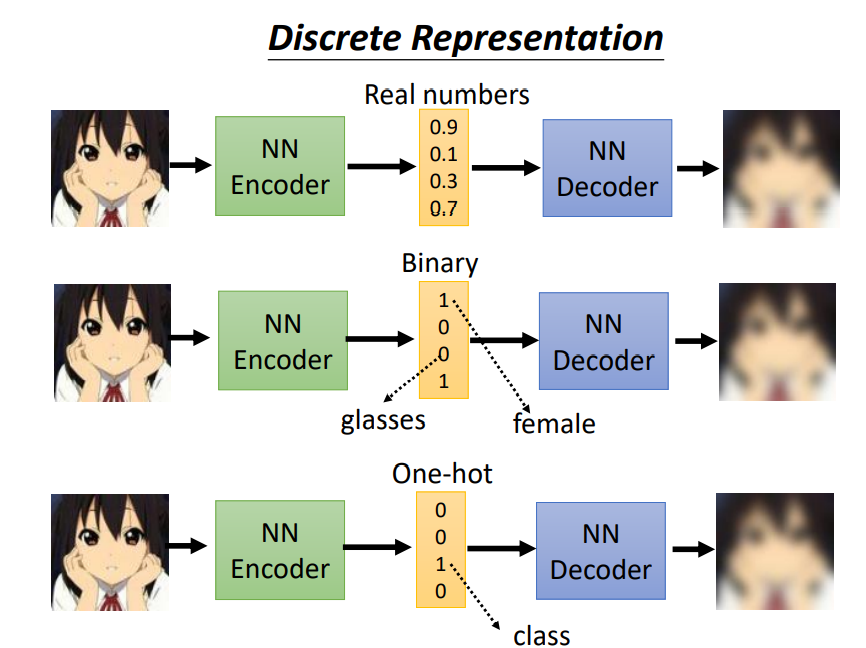 Discrete Representation
Real numbers
NN
Encoder
0.9
0.1
0.3
0.7
NN
Decoder
Binary
NN
Encoder
1
0
0
1
NN
Decoder
glasses
female
One-hot
NN
Encoder
0
0
1
0
NN
Decoder
class